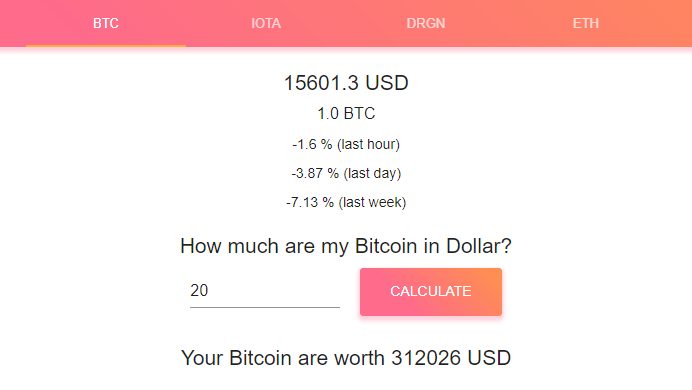 BTC IOTA DRGN ETH
15601.3 USD
1.0 BTC
-1.6 % (last hour)
-3.87 % (last day)
-7.13 % (last week)
How much are my Bitcoin in Dollar?
20 CALCULATE
Your Bitcoin are worth 312026 USD